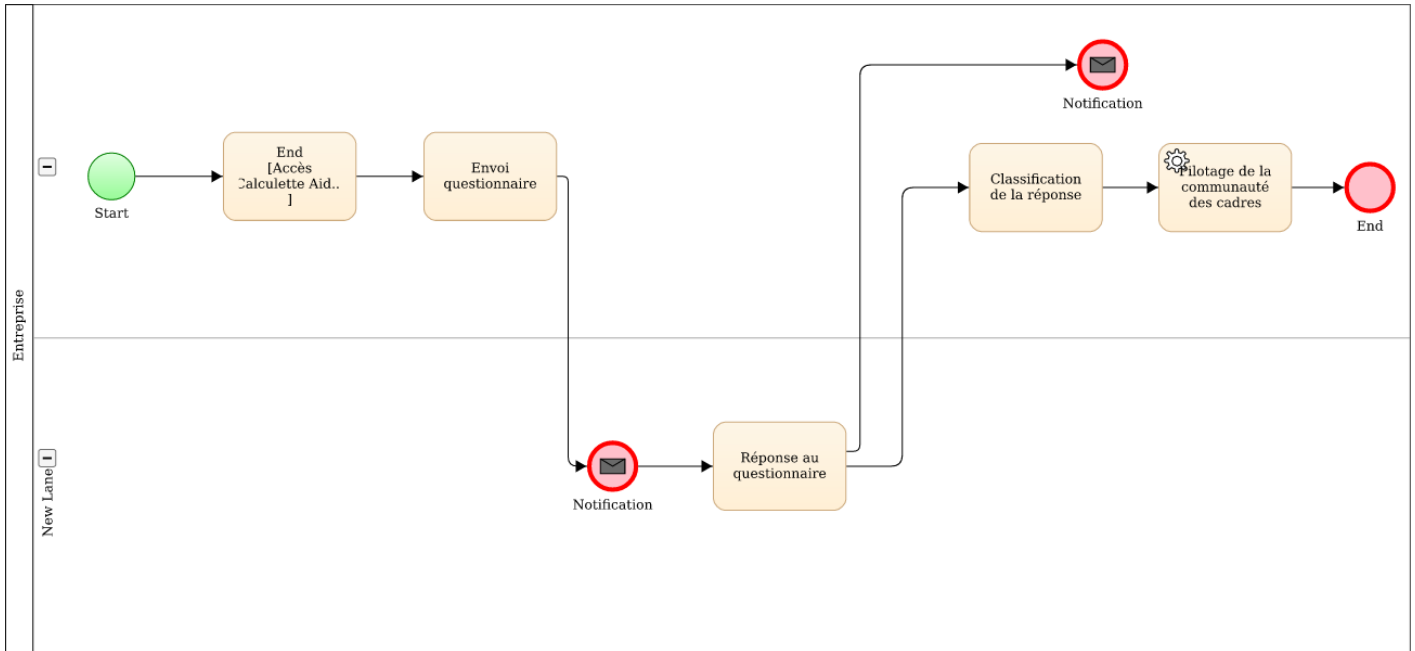 Entreprise
New Lane
Start
End
[Accès
Calculette Aid..
]
Envoi
questionnaire
Notification
Réponse au
questionnaire
Notification
Classification
de la réponse
Pilotage de la
communauté
des cadres
End